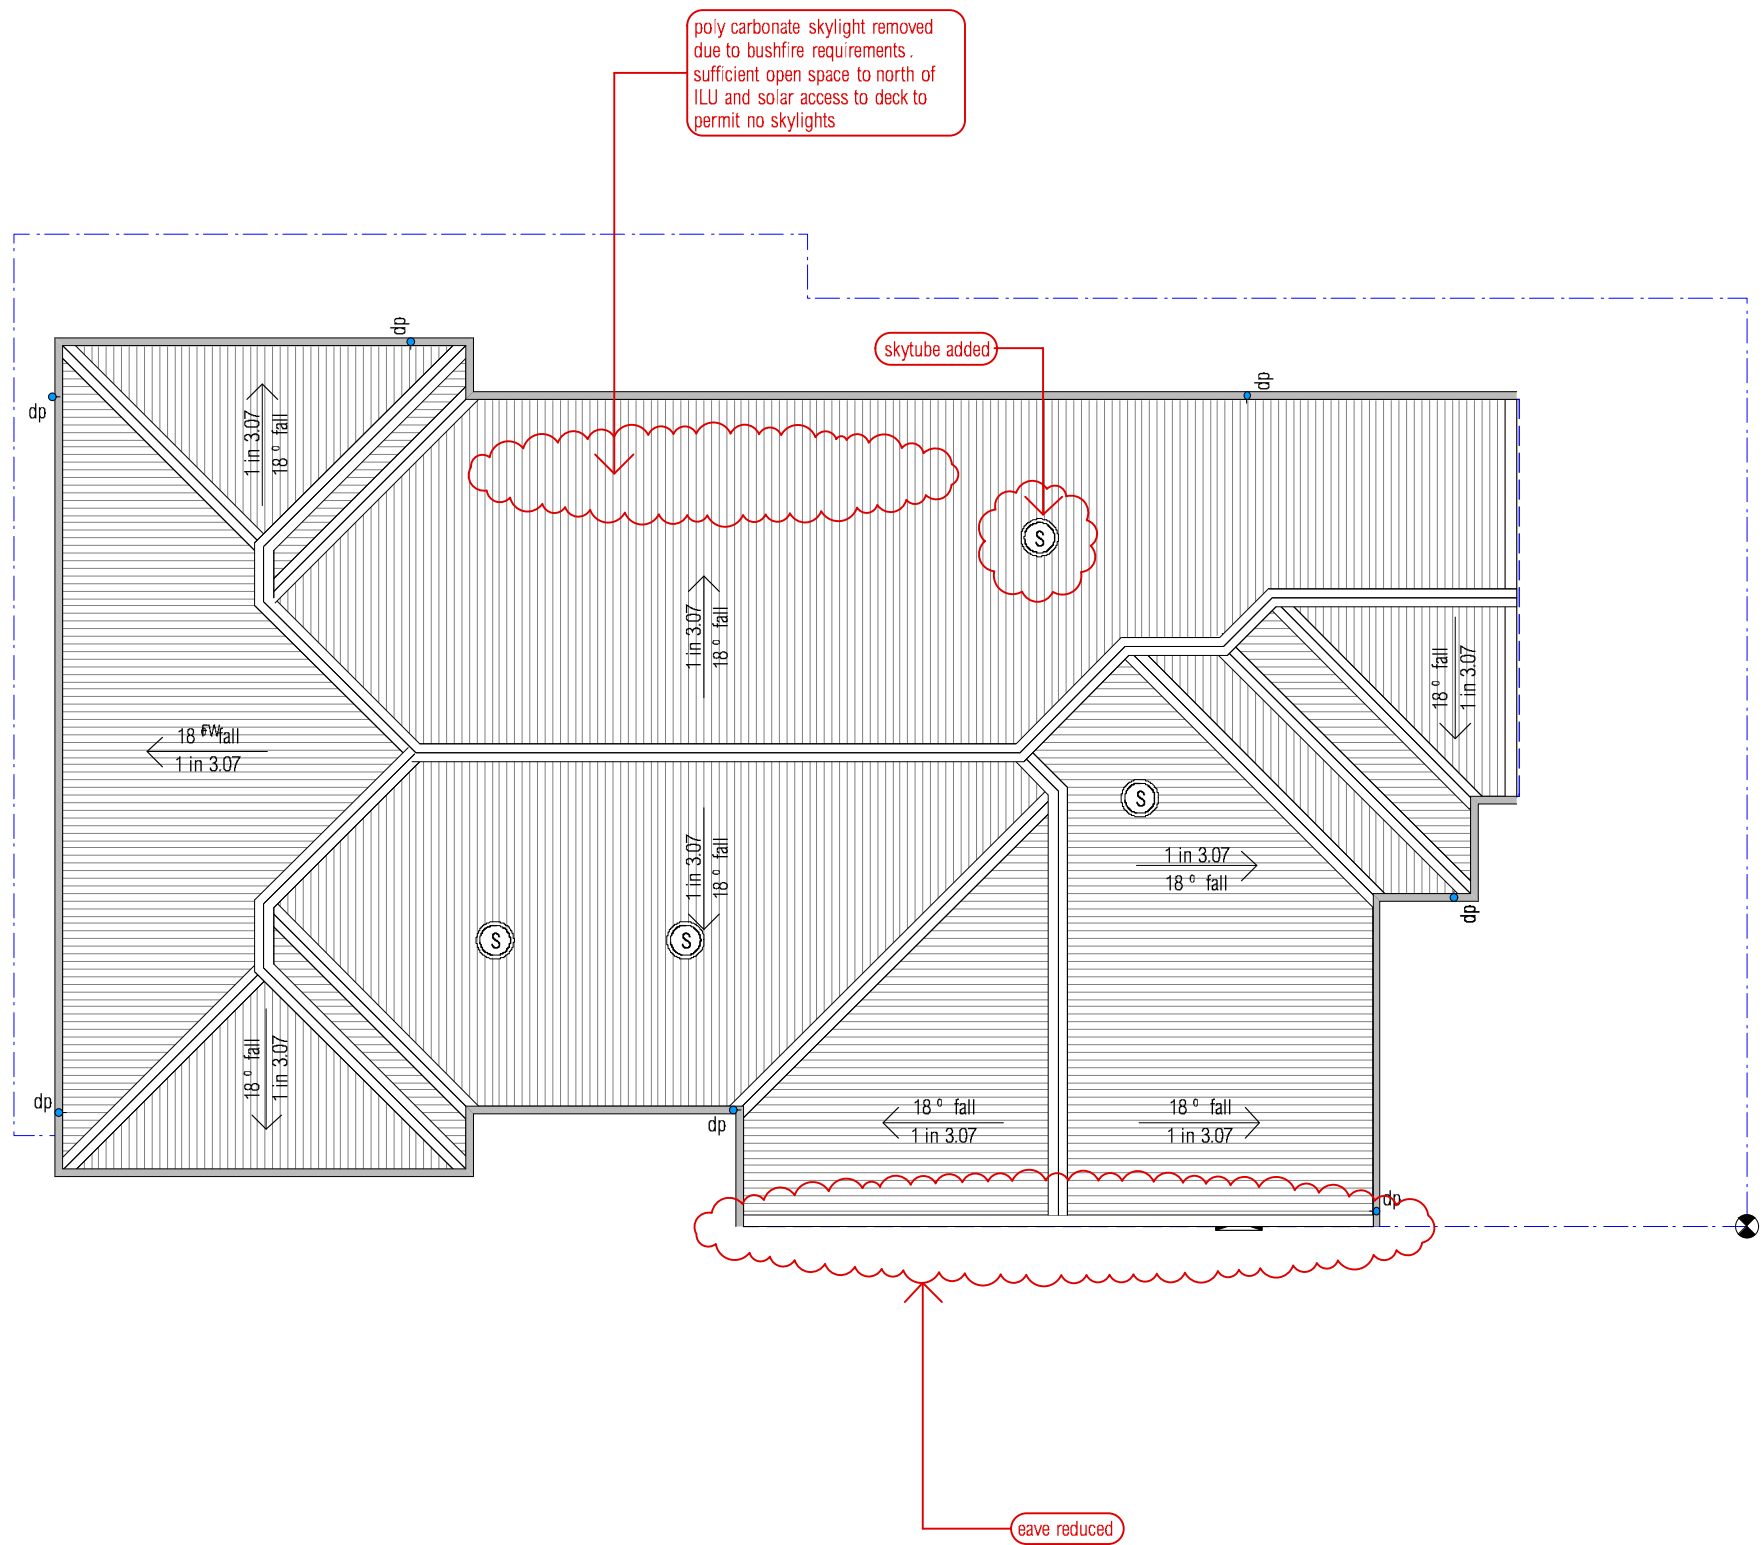 poly carbonate skylight removed
due to bushfire requirements.
sufficient open space to north of
ILU and solar access to deck to
permit no skylights
dp
skytube added
dp
dp
1 in 3.07
18° fall
S
1 in 3.07
18° fall
18° fall
1 in 3.07
18° fall
1 in 3.07
S
1 in 3.07
18° fall
1 in 3.07
18° fall
S
S
dp
18° fall
1 in 3.07
dp
18° fall
1 in 3.07
18° fall
1 in 3.07
dp
dp
eave reduced